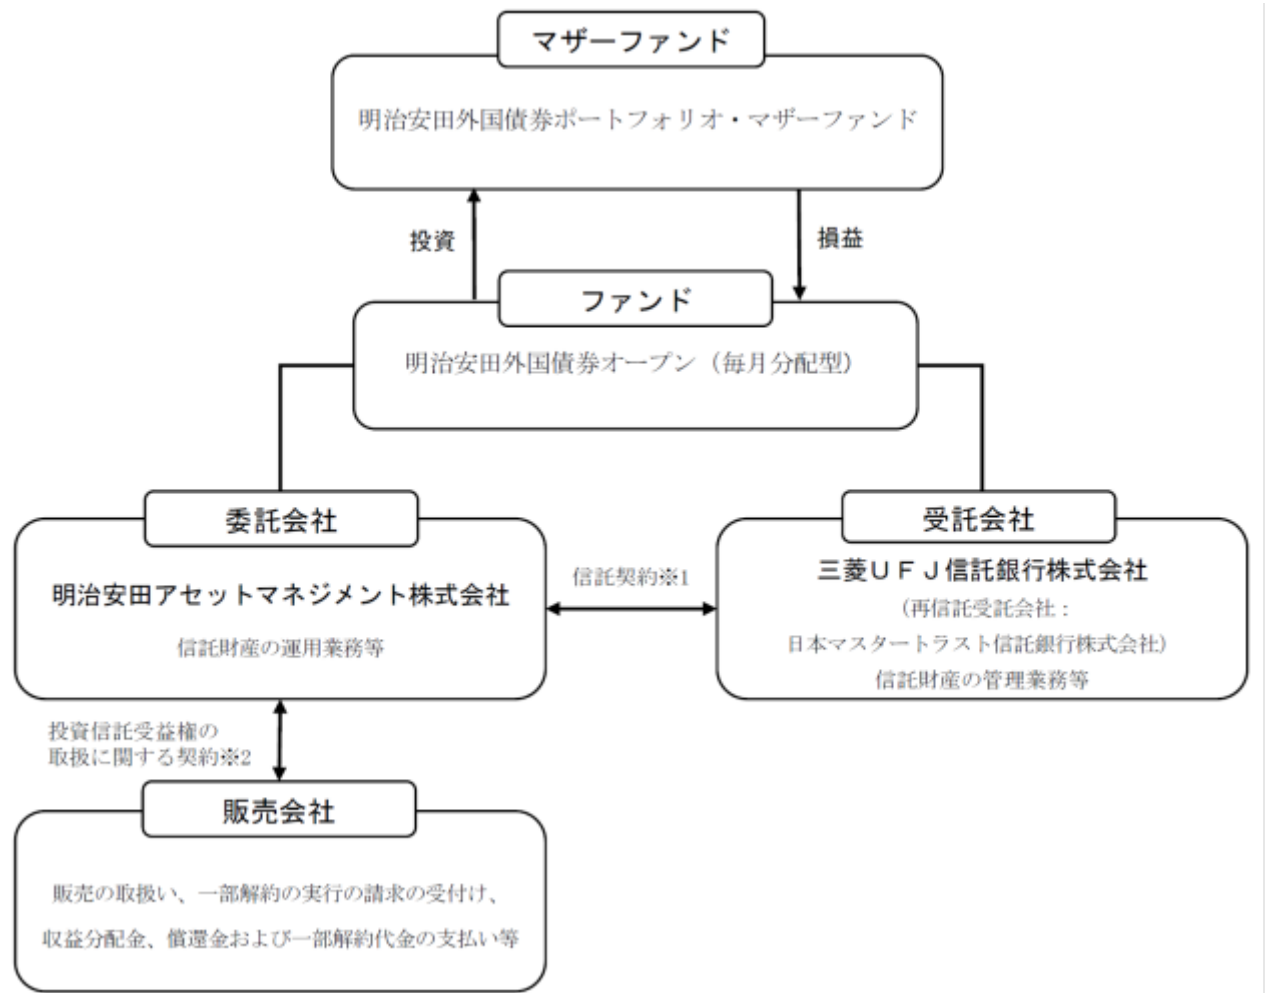 マザーファンド
明治安田外国債券ポートフォリオ・マザーファンド
投資
損益
ファンド
明治安田外国債券オープン（毎月分配型）
委託会社
明治安田アセットマネジメント株式会社
信託財産の運用業務等
信託契約※1
受託会社
三菱ＵＦＪ信託銀行株式会社
（再信託受託会社：
日本マスタートラスト信託銀行株式会社）
信託財産の管理業務等
投資信託受益権の
取扱に関する契約※2
販売会社
販売の取扱い、一部解約の実行の請求の受付け、
収益分配金、償還金および一部解約代金の支払い等